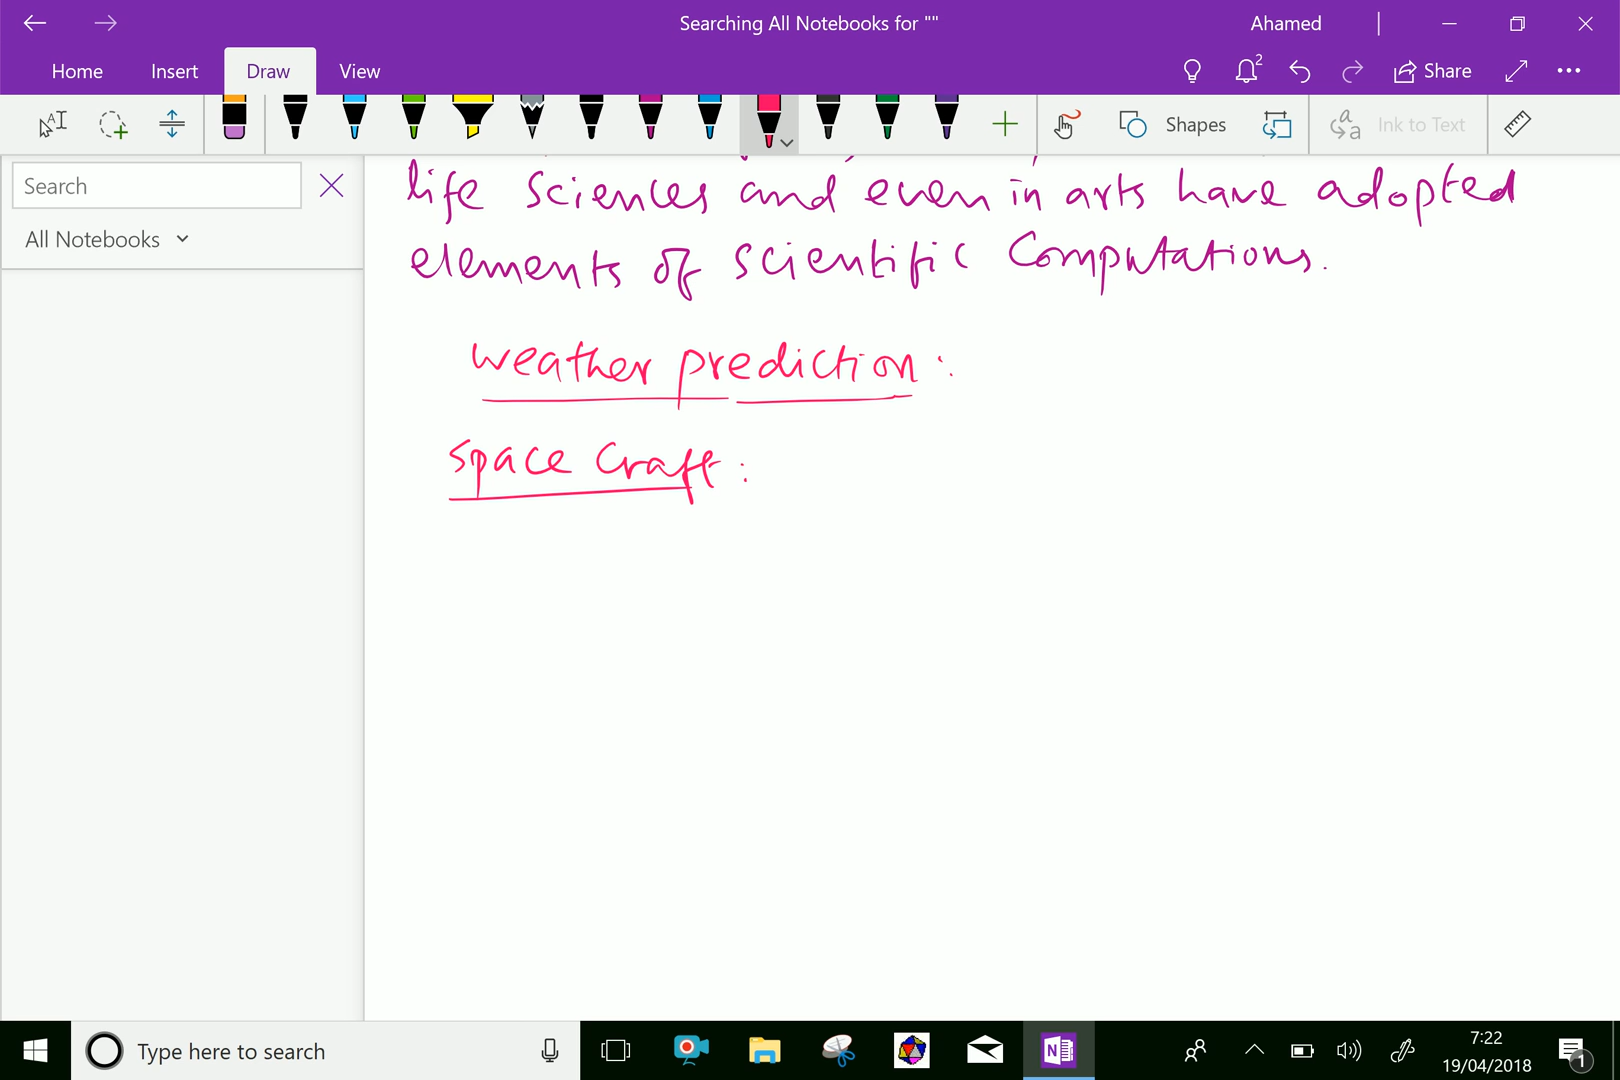 Searching All Notebooks for ""
Ahamed
Home Insert Draw View
2
Share
Shapes
Ink to Text
Search
All Notebooks
life sciences and even in arts have adopted
elements of scientific Computations.
weather prediction :
space Craft :
Type here to search
7:22
19/04/2018
1